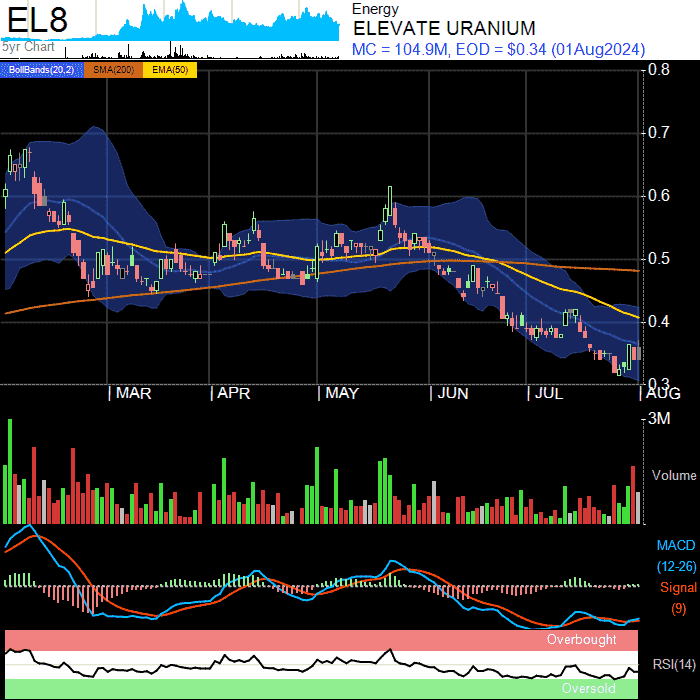 EL8
5yr Chart
Energy
ELEVATE URANIUM
MC = 104.9M, EOD = $0.34 (01Aug2024)
BollBands(20,2) SMA(200) EMA(50)
0.8
0.7
0.6
0.5
0.4
0.3
MAR APR MAY JUN JUL AUG
3M
Volume
MACD
(12-26)
Signal
(9)
Overbought
RSI(14)
Oversold